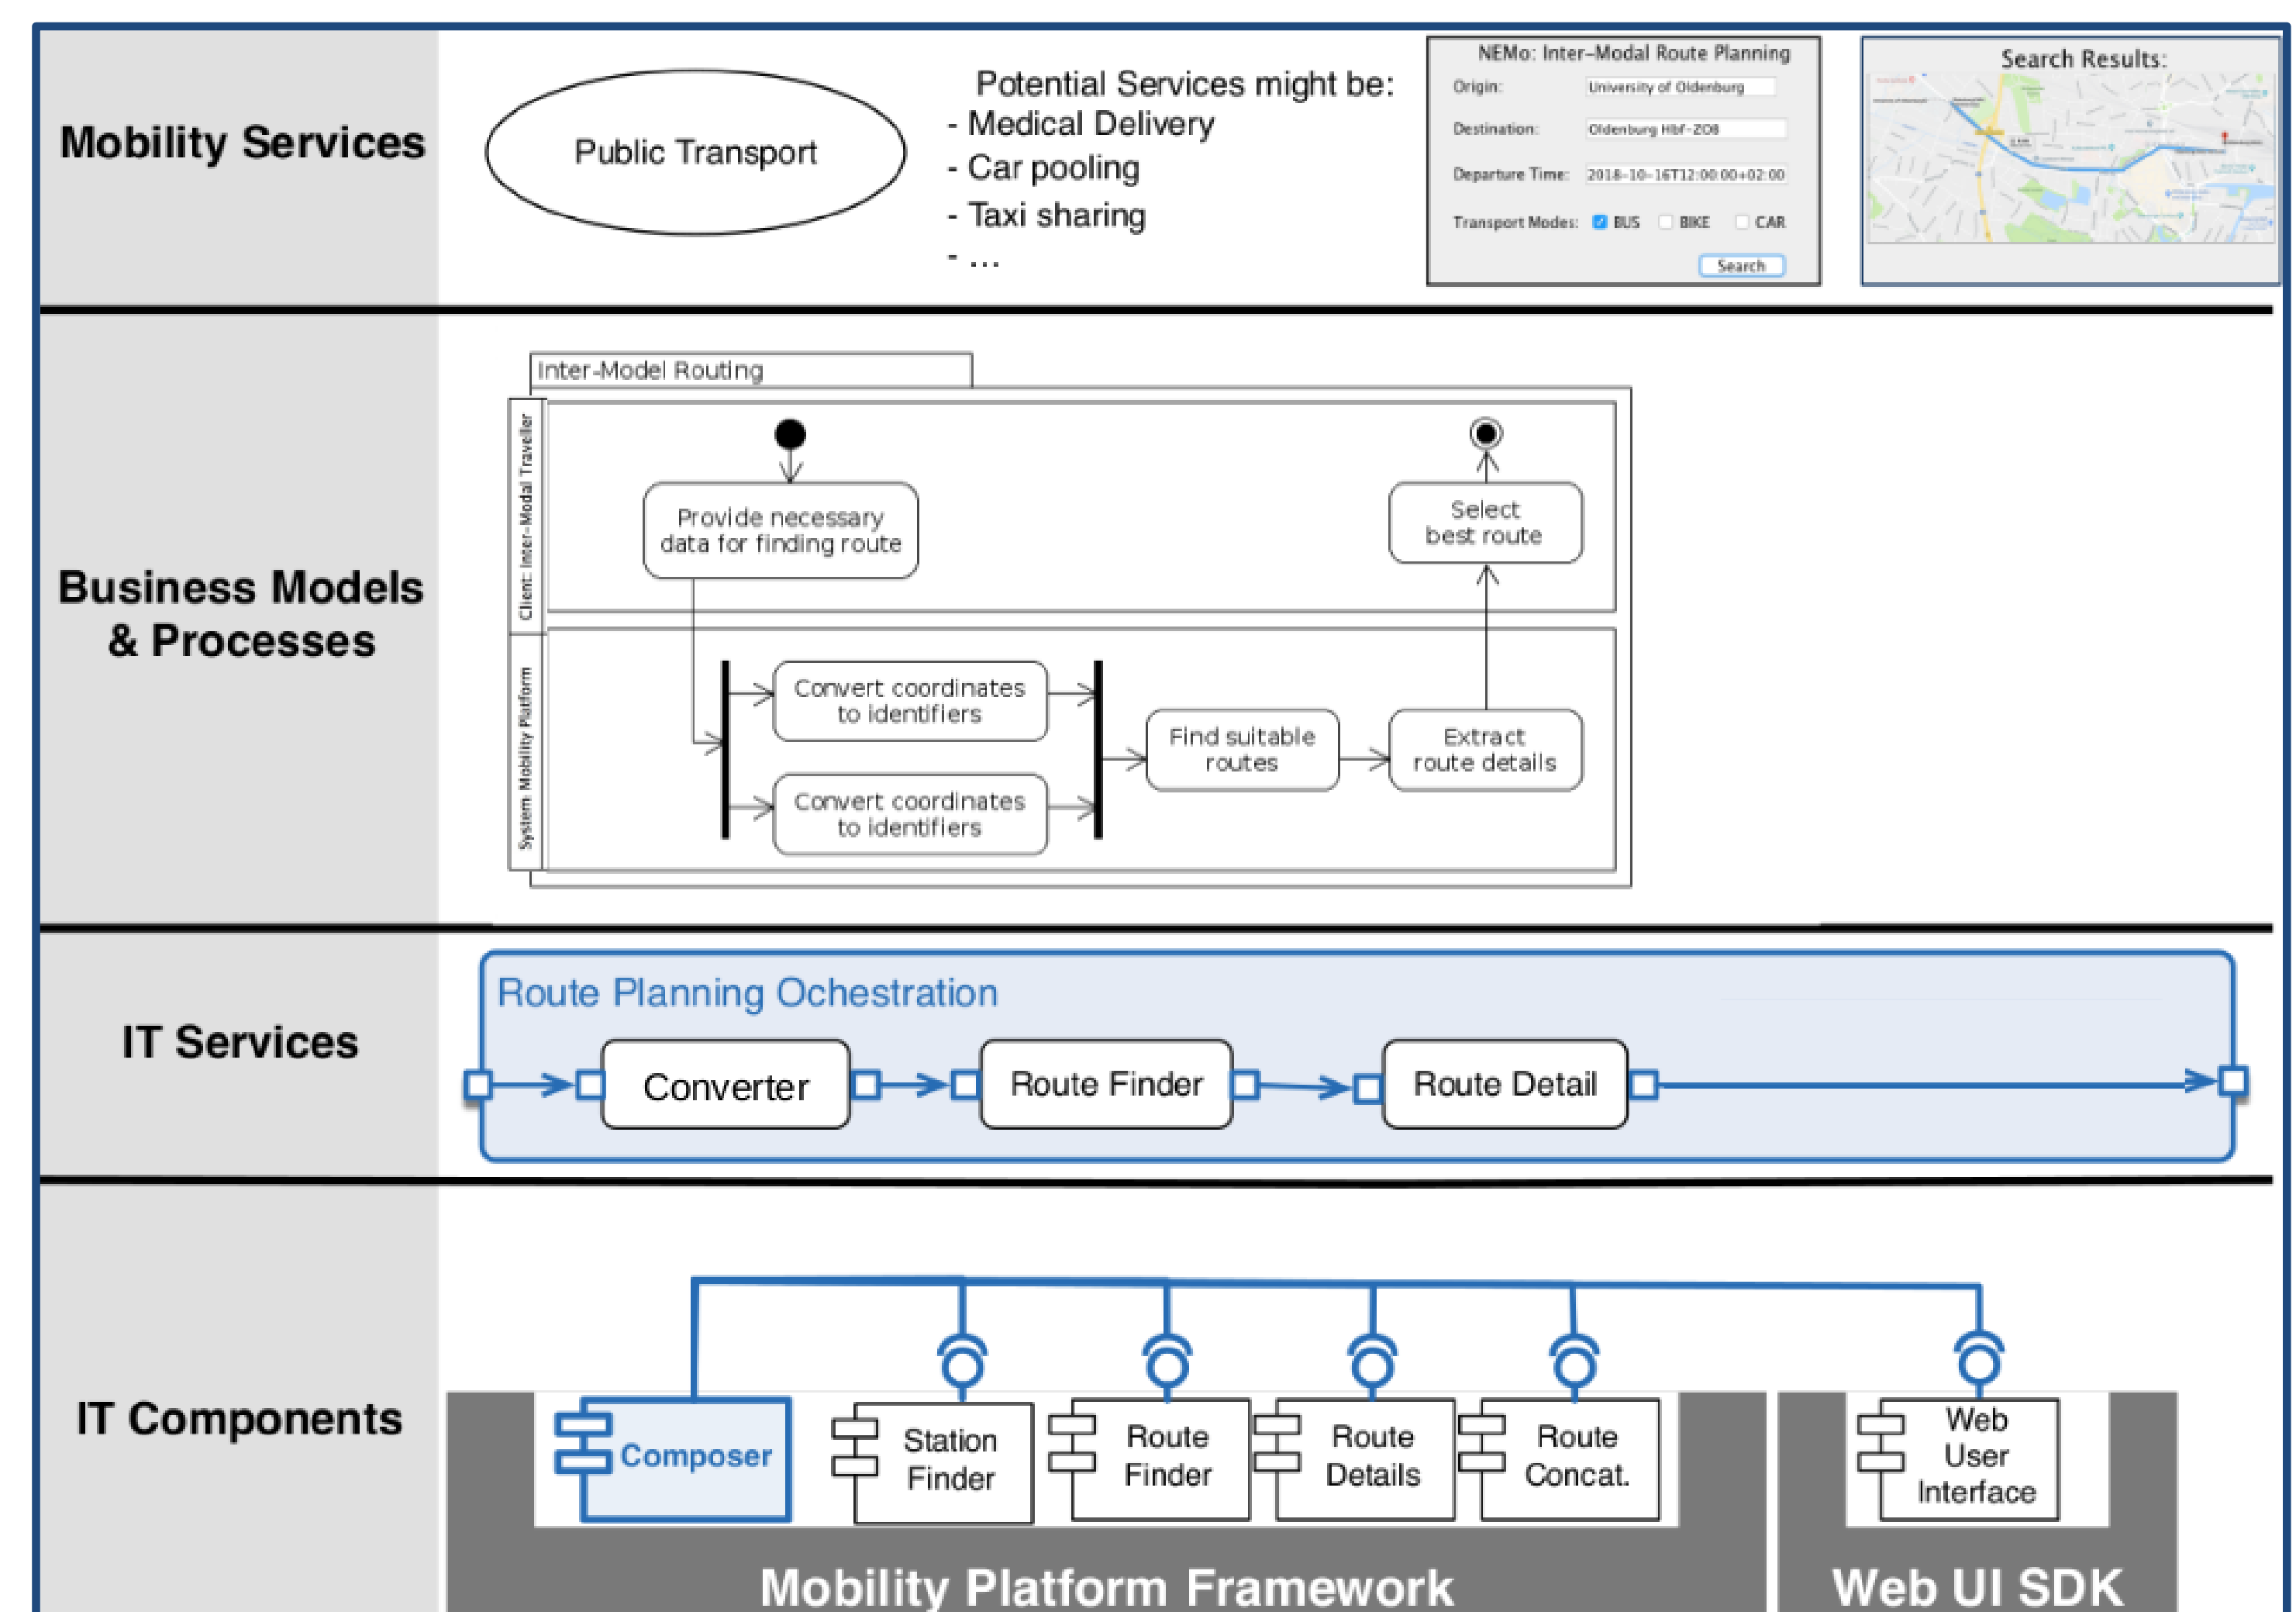 Mobility Services
Public Transport
Potential Services might be:
- Medical Delivery
- Car pooling
- Taxi sharing
- ...
NEMo: Inter-Modal Route Planning
Origin: University of Oldenburg
Destination: Oldenburg Hbf-ZOB
Departure Time: 2018-10-16T12:00:00+02:00
Transport Modes: BUS BIKE CAR
Search
Search Results:
Business Models
& Processes
Inter-Model Routing
Client: Inter-Modal Traveller
Provide necessary
data for finding route
Select
best route
System: Mobility Platform
Convert coordinates
to identifiers
Convert coordinates
to identifiers
Find suitable
routes
Extract
route details
IT Services
Route Planning Ochestration
Converter
Route Finder
Route Detail
IT Components
Composer
Station
Finder
Route
Finder
Route
Details
Route
Concat.
Web
User
Interface
Mobility Platform Framework
Web UI SDK